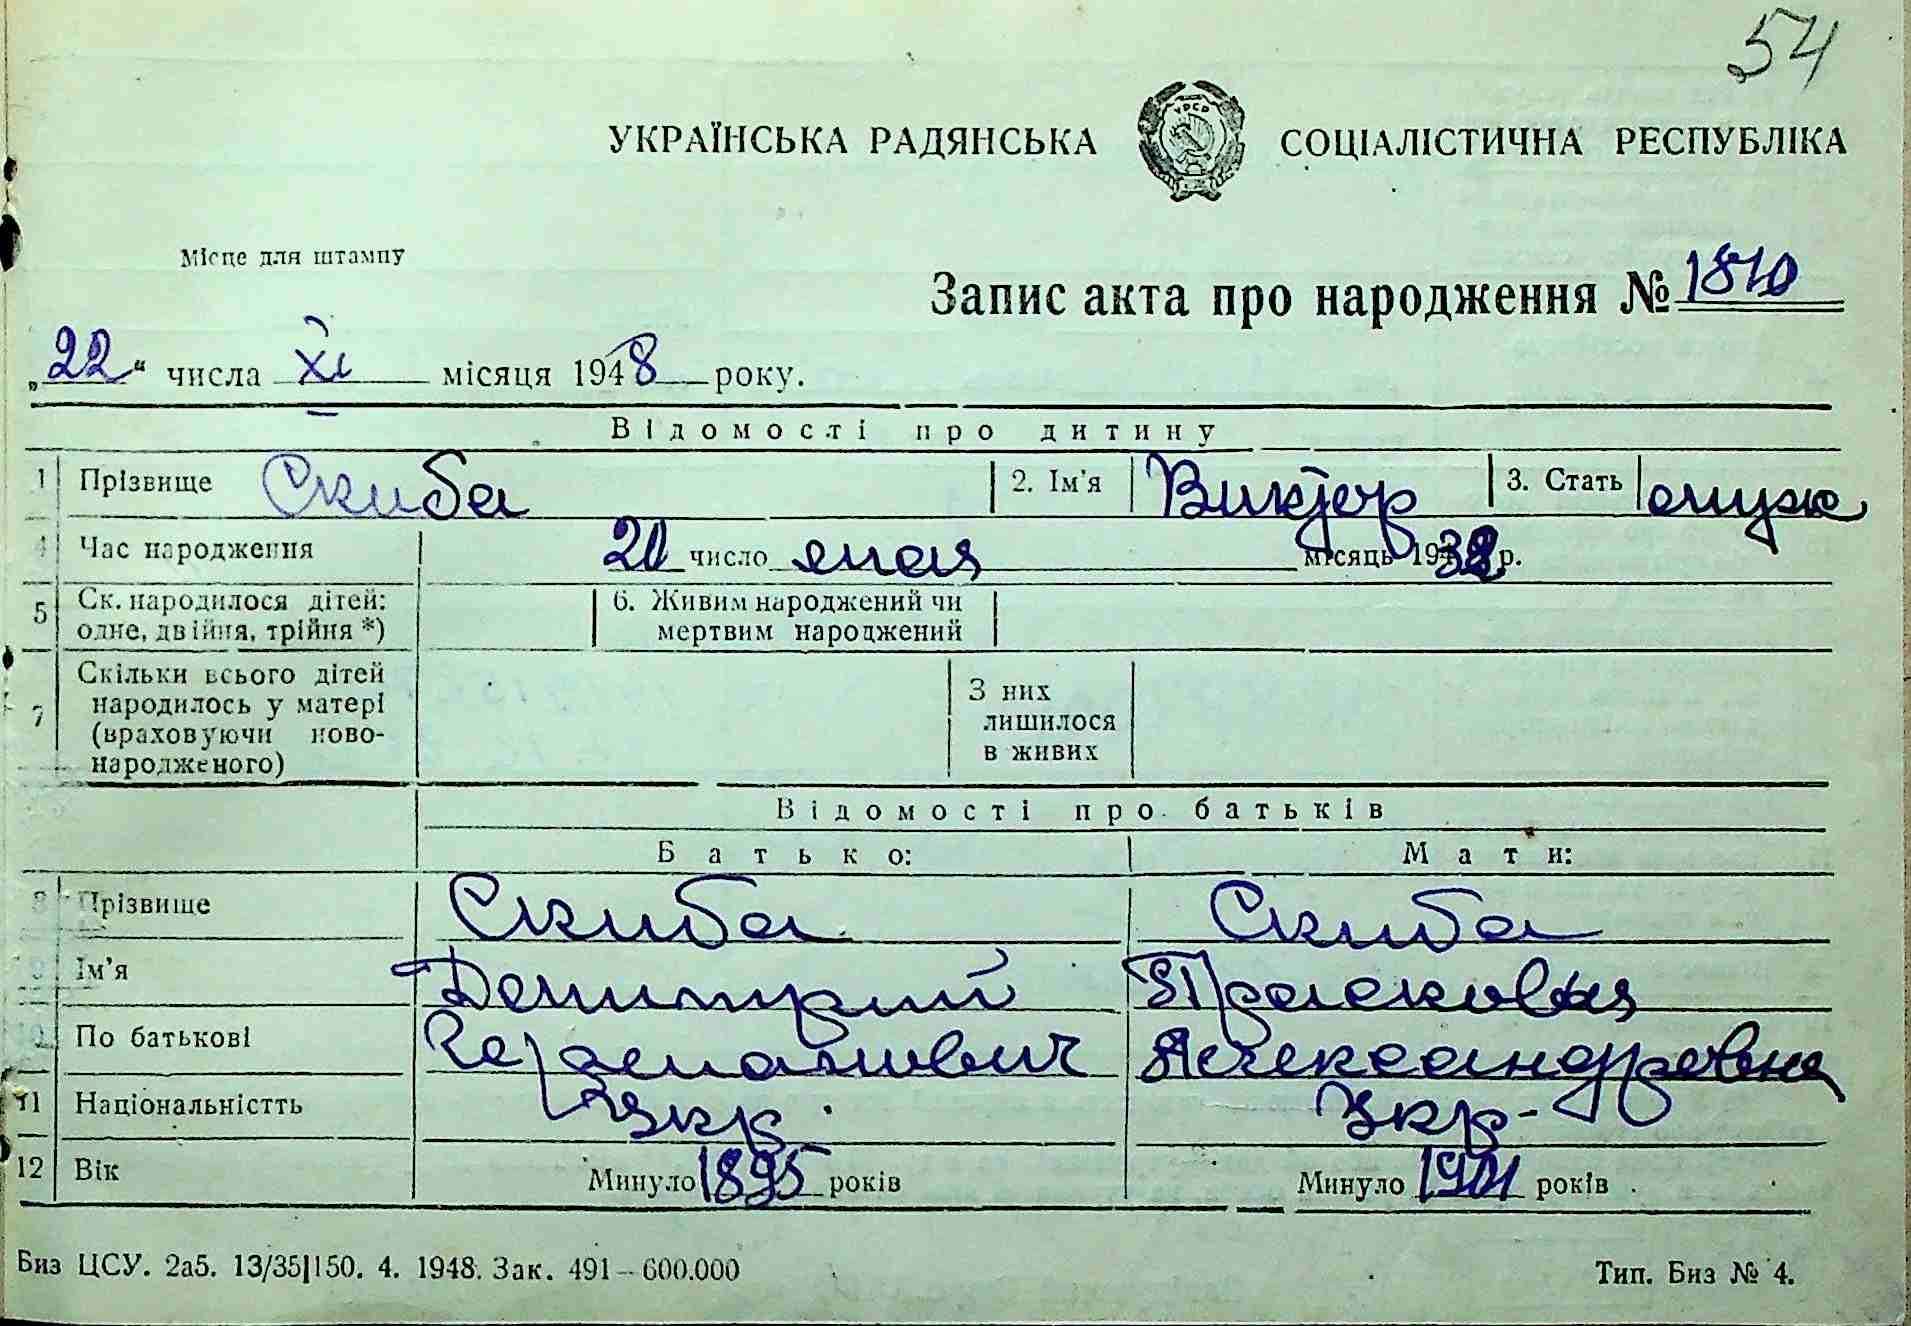 54
УКРАЇНСЬКА РАДЯНСЬКА СОЦІАЛІСТИЧНА РЕСПУБЛІКА
УРСР
Місце для штампу
Запис акта про народження № 1810
„22“ числа XI місяця 1948 року.
Відомості про дитину
1 Прізвище Скиба 2. Ім'я Виктор 3. Стать муж
4 Час народження число мая місяць р.
5 Ск. народилося дітей: одне, двійня, трійня *) 6. Живим народжений чи мертвим народжений
7 Скільки всього дітей народилось у матері (враховуючи ново-народженого) З них лишилося в живих
Відомості про батьків
Батько: Мати:
8 Прізвище Скиба Скиба
9 Ім'я Дмитрий Прасковья
10 По батькові Герасимович Александровна
11 Національністть Укр. Укр-
12 Вік Минуло 1895 років Минуло 1901 років
Биз ЦСУ. 2а5. 13/35|150. 4. 1948. Зак. 491–600.000 Тип. Биз № 4.